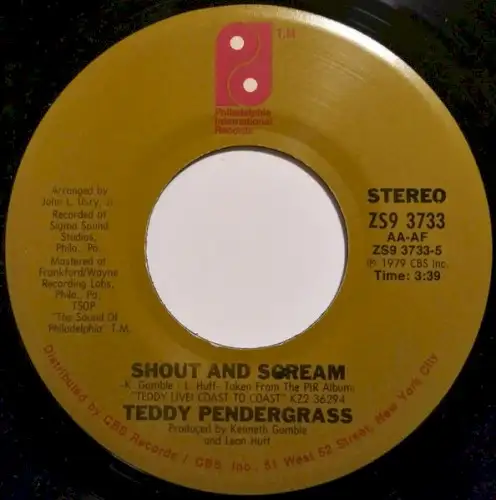 T.M.
Philadelphia
International
Records
Arranged by
John L. Usry, Jr.
Recorded at
Sigma Sound
Studios,
Phila., Pa.
Mastered at
Frankford/Wayne
Recording Labs,
Phila., Pa.
TSOP
"The Sound Of
Philadelphia" T.M.
STEREO
ZS9 3733
AA-AF
ZS9 3733-5
℗ 1979 CBS Inc.
Time: 3:39
SHOUT AND SCREAM
-K. Gamble - L. Huff- Taken From The PIR Album:
"TEDDY LIVE! COAST TO COAST" KZ2 36294
TEDDY PENDERGRASS
Produced by Kenneth Gamble
and Leon Huff
Distributed by CBS Records / CBS, Inc. 51 West 52 Street, New York City